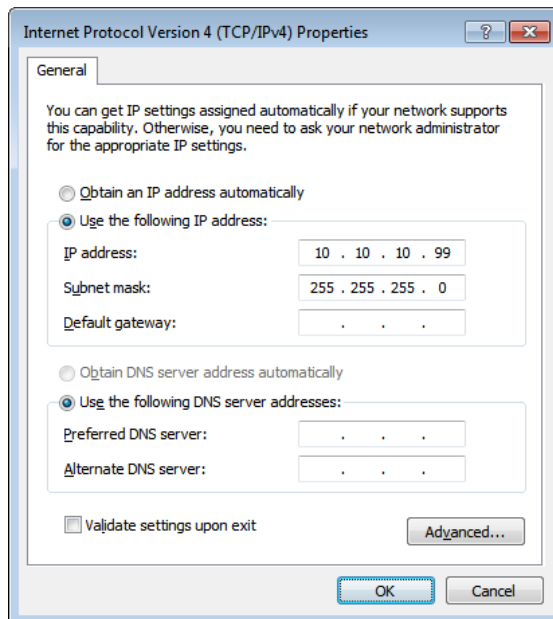 Internet Protocol Version 4 (TCP/IPv4) Properties
?
General
You can get IP settings assigned automatically if your network supports
this capability. Otherwise, you need to ask your network administrator
for the appropriate IP settings.
Obtain an IP address automatically
Use the following IP address:
IP address: 10 . 10 . 10 . 99
Subnet mask: 255 . 255 . 255 . 0
Default gateway: . . .
Obtain DNS server address automatically
Use the following DNS server addresses:
Preferred DNS server: . . .
Alternate DNS server: . . .
Validate settings upon exit
Advanced...
OK Cancel